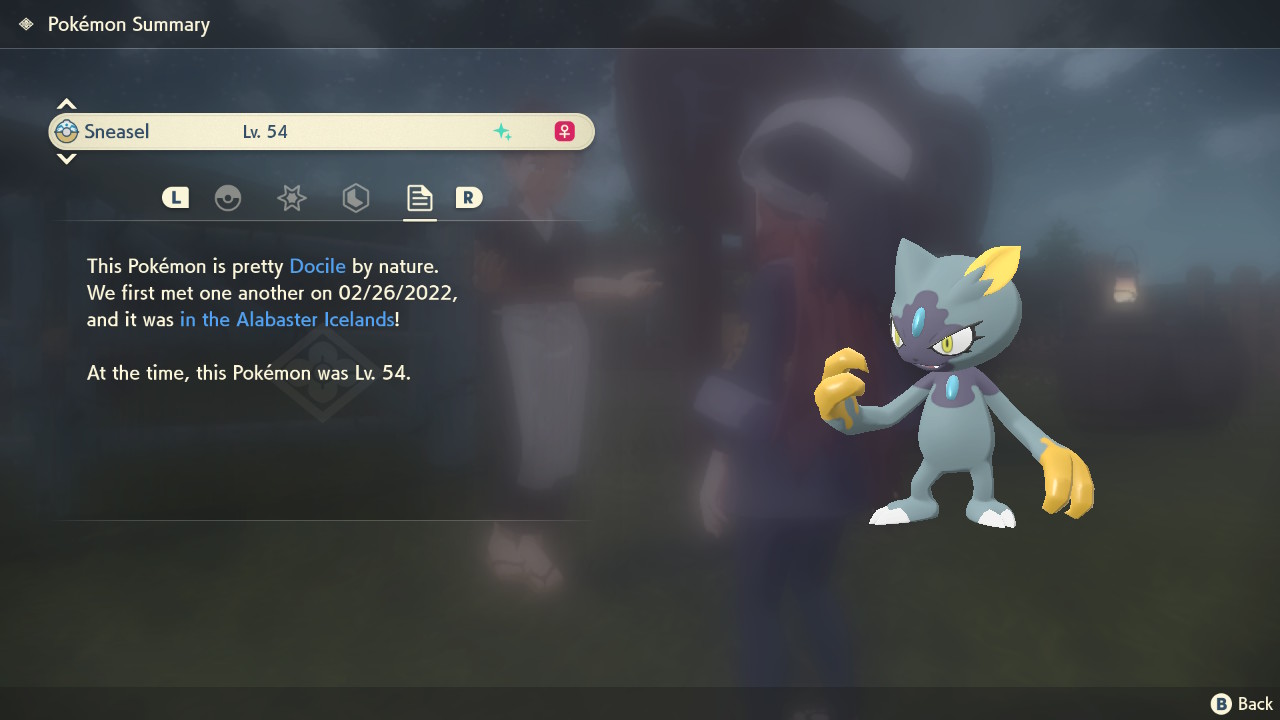 Pokémon Summary
Sneasel Lv. 54
L R
This Pokémon is pretty Docile by nature.
We first met one another on 02/26/2022,
and it was in the Alabaster Icelands!
At the time, this Pokémon was Lv. 54.
B Back